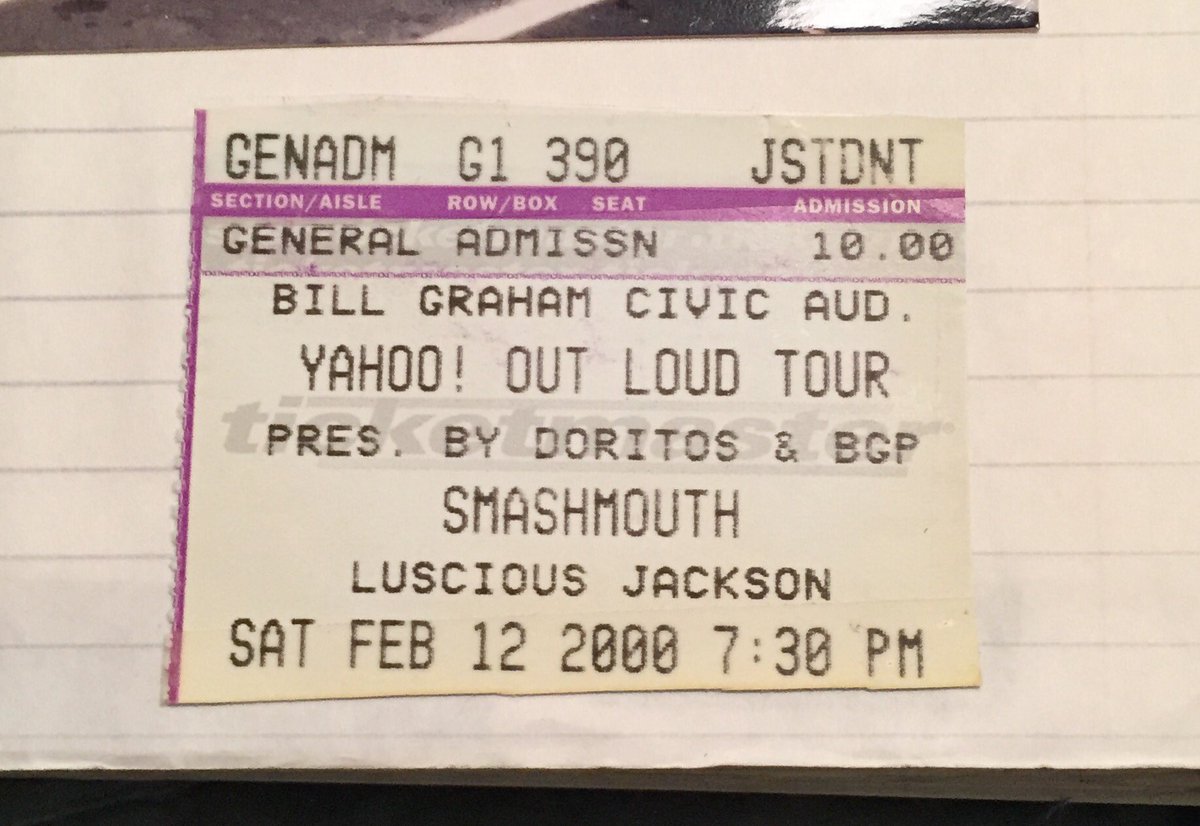 GENADM G1 390 JSTDNT
SECTION/AISLE ROW/BOX SEAT ADMISSION
GENERAL ADMISSN 10.00
BILL GRAHAM CIVIC AUD.
YAHOO! OUT LOUD TOUR
ticketmaster
PRES. BY DORITOS & BGP
SMASHMOUTH
LUSCIOUS JACKSON
SAT FEB 12 2000 7:30 PM